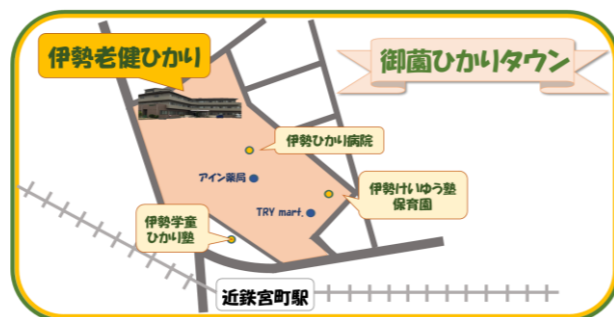 伊勢老健ひかり
御薗ひかりタウン
伊勢ひかり病院
アイン薬局
伊勢けいゆう塾
保育園
TRY mart.
伊勢学童
ひかり塾
近鉄宮町駅